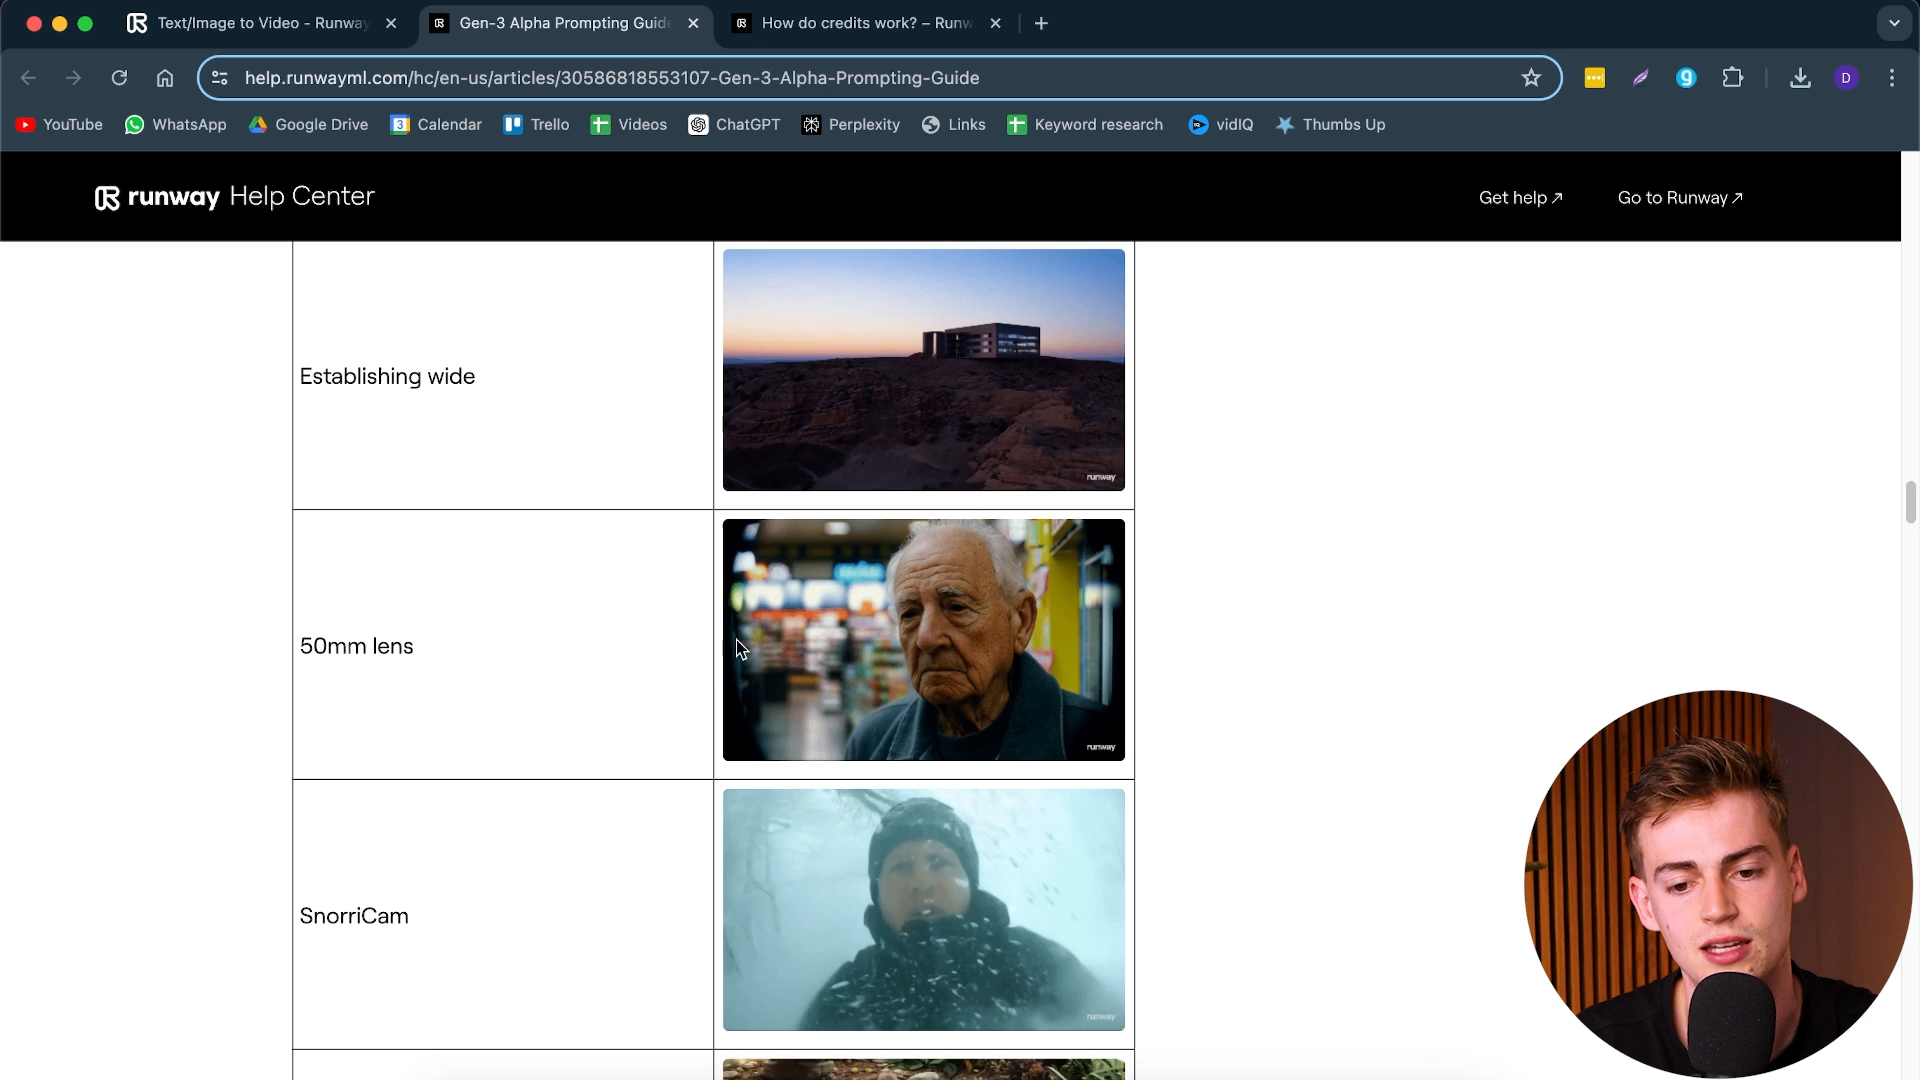 Text/Image to Video - Runway
Gen-3 Alpha Prompting Guid
How do credits work? – Runw
help.runwayml.com/hc/en-us/articles/30586818553107-Gen-3-Alpha-Prompting-Guide
D
YouTube
WhatsApp
Google Drive
3 Calendar
Trello
Videos
ChatGPT
Perplexity
Links
Keyword research
vidIQ
Thumbs Up
runway Help Center
Get help ↗
Go to Runway ↗
Establishing wide
runway
50mm lens
runway
SnorriCam
runway